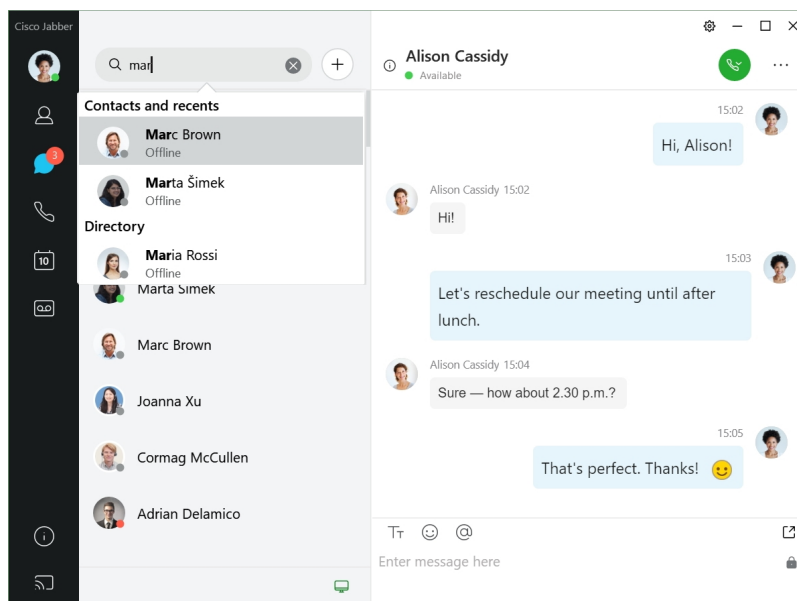 Cisco Jabber
mar
Contacts and recents
Marc Brown
Offline
Marta Šimek
Offline
Directory
Maria Rossi
Offline
Marta Simek
Marc Brown
Joanna Xu
Cormag McCullen
Adrian Delamico
3
10
Alison Cassidy
Available
15:02
Hi, Alison!
Alison Cassidy 15:02
Hi!
15:03
Let's reschedule our meeting until after
lunch.
Alison Cassidy 15:04
Sure — how about 2.30 p.m.?
15:05
That's perfect. Thanks!
Enter message here